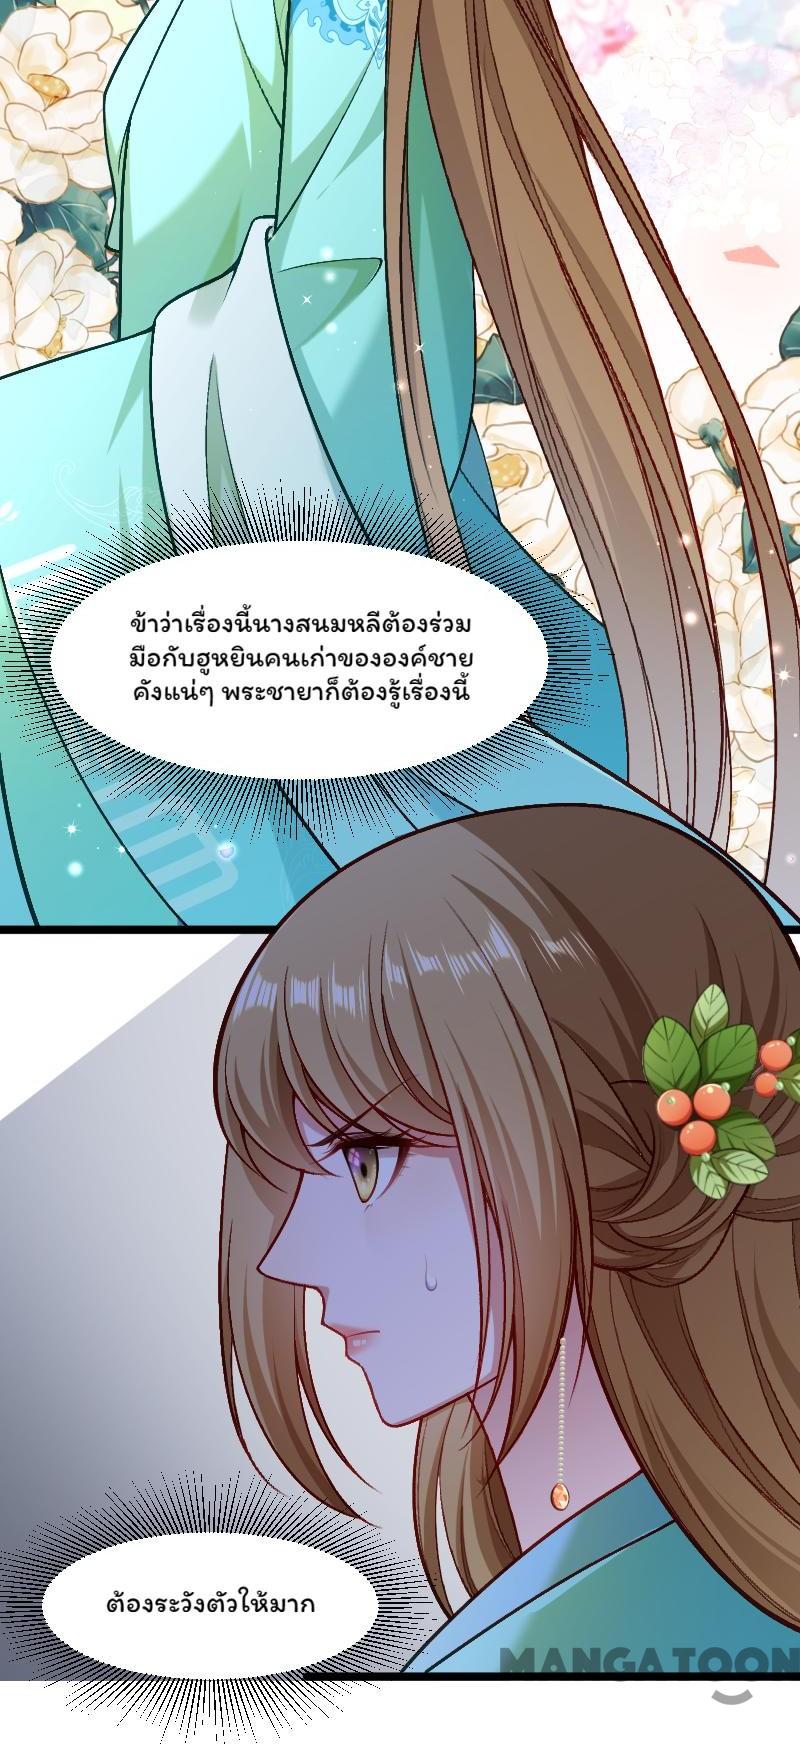 ข้าว่าเรื่องนี้นางสนมหลีต้องร่วม
มือกับฮูหยินคนเก่าขององค์ชาย
คังแน่ๆ พระชายาก็ต้องรู้เรื่องนี้
ต้องระวังตัวให้มาก
MANGATOON